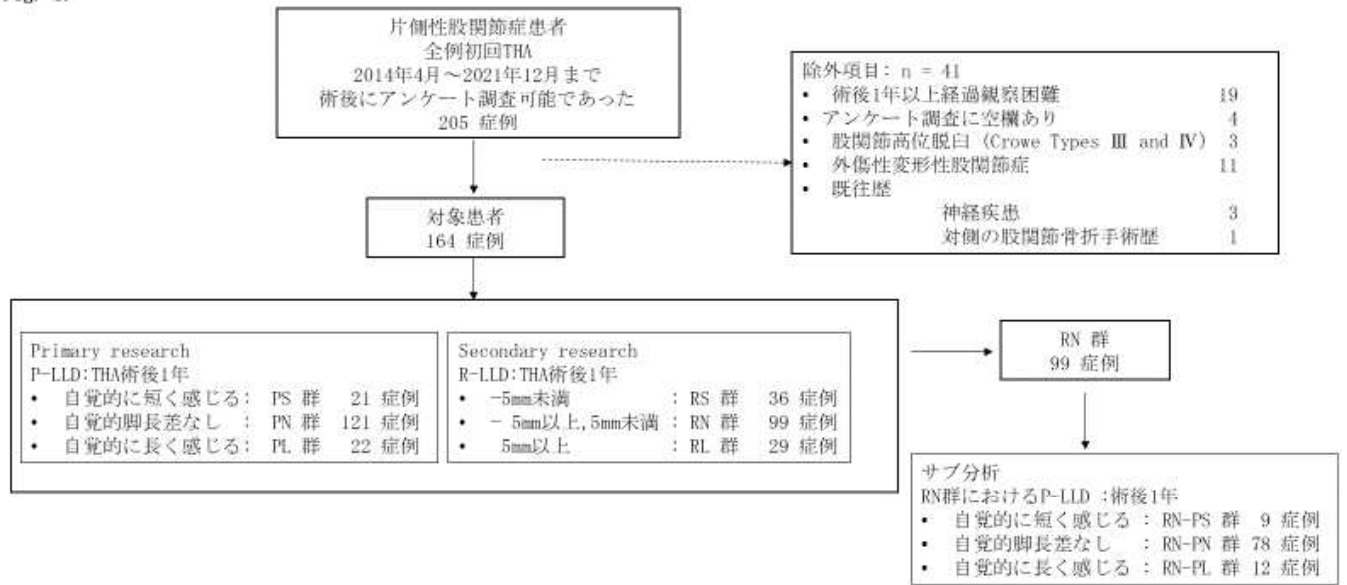 片側性股関節症患者
全例初回THA
2014年4月～2021年12月まで
術後にアンケート調査可能であった
205 症例
除外項目: n = 41
• 術後1年以上経過観察困難 19
• アンケート調査に空欄あり 4
• 股関節高位脱臼 (Crowe Types Ⅲ and Ⅳ) 3
• 外傷性変形性股関節症 11
• 既往歴
神経疾患 3
対側の股関節骨折手術歴 1
対象患者
164 症例
Primary research
P-LLD:THA術後1年
• 自覚的に短く感じる: PS 群 21 症例
• 自覚的脚長差なし : PN 群 121 症例
• 自覚的に長く感じる: PL 群 22 症例
Secondary research
R-LLD:THA術後1年
• -5mm未満 : RS 群 36 症例
• - 5mm以上,5mm未満 : RN 群 99 症例
• 5mm以上 : RL 群 29 症例
RN 群
99 症例
サブ分析
RN群におけるP-LLD :術後1年
• 自覚的に短く感じる : RN-PS 群 9 症例
• 自覚的脚長差なし : RN-PN 群 78 症例
• 自覚的に長く感じる : RN-PL 群 12 症例